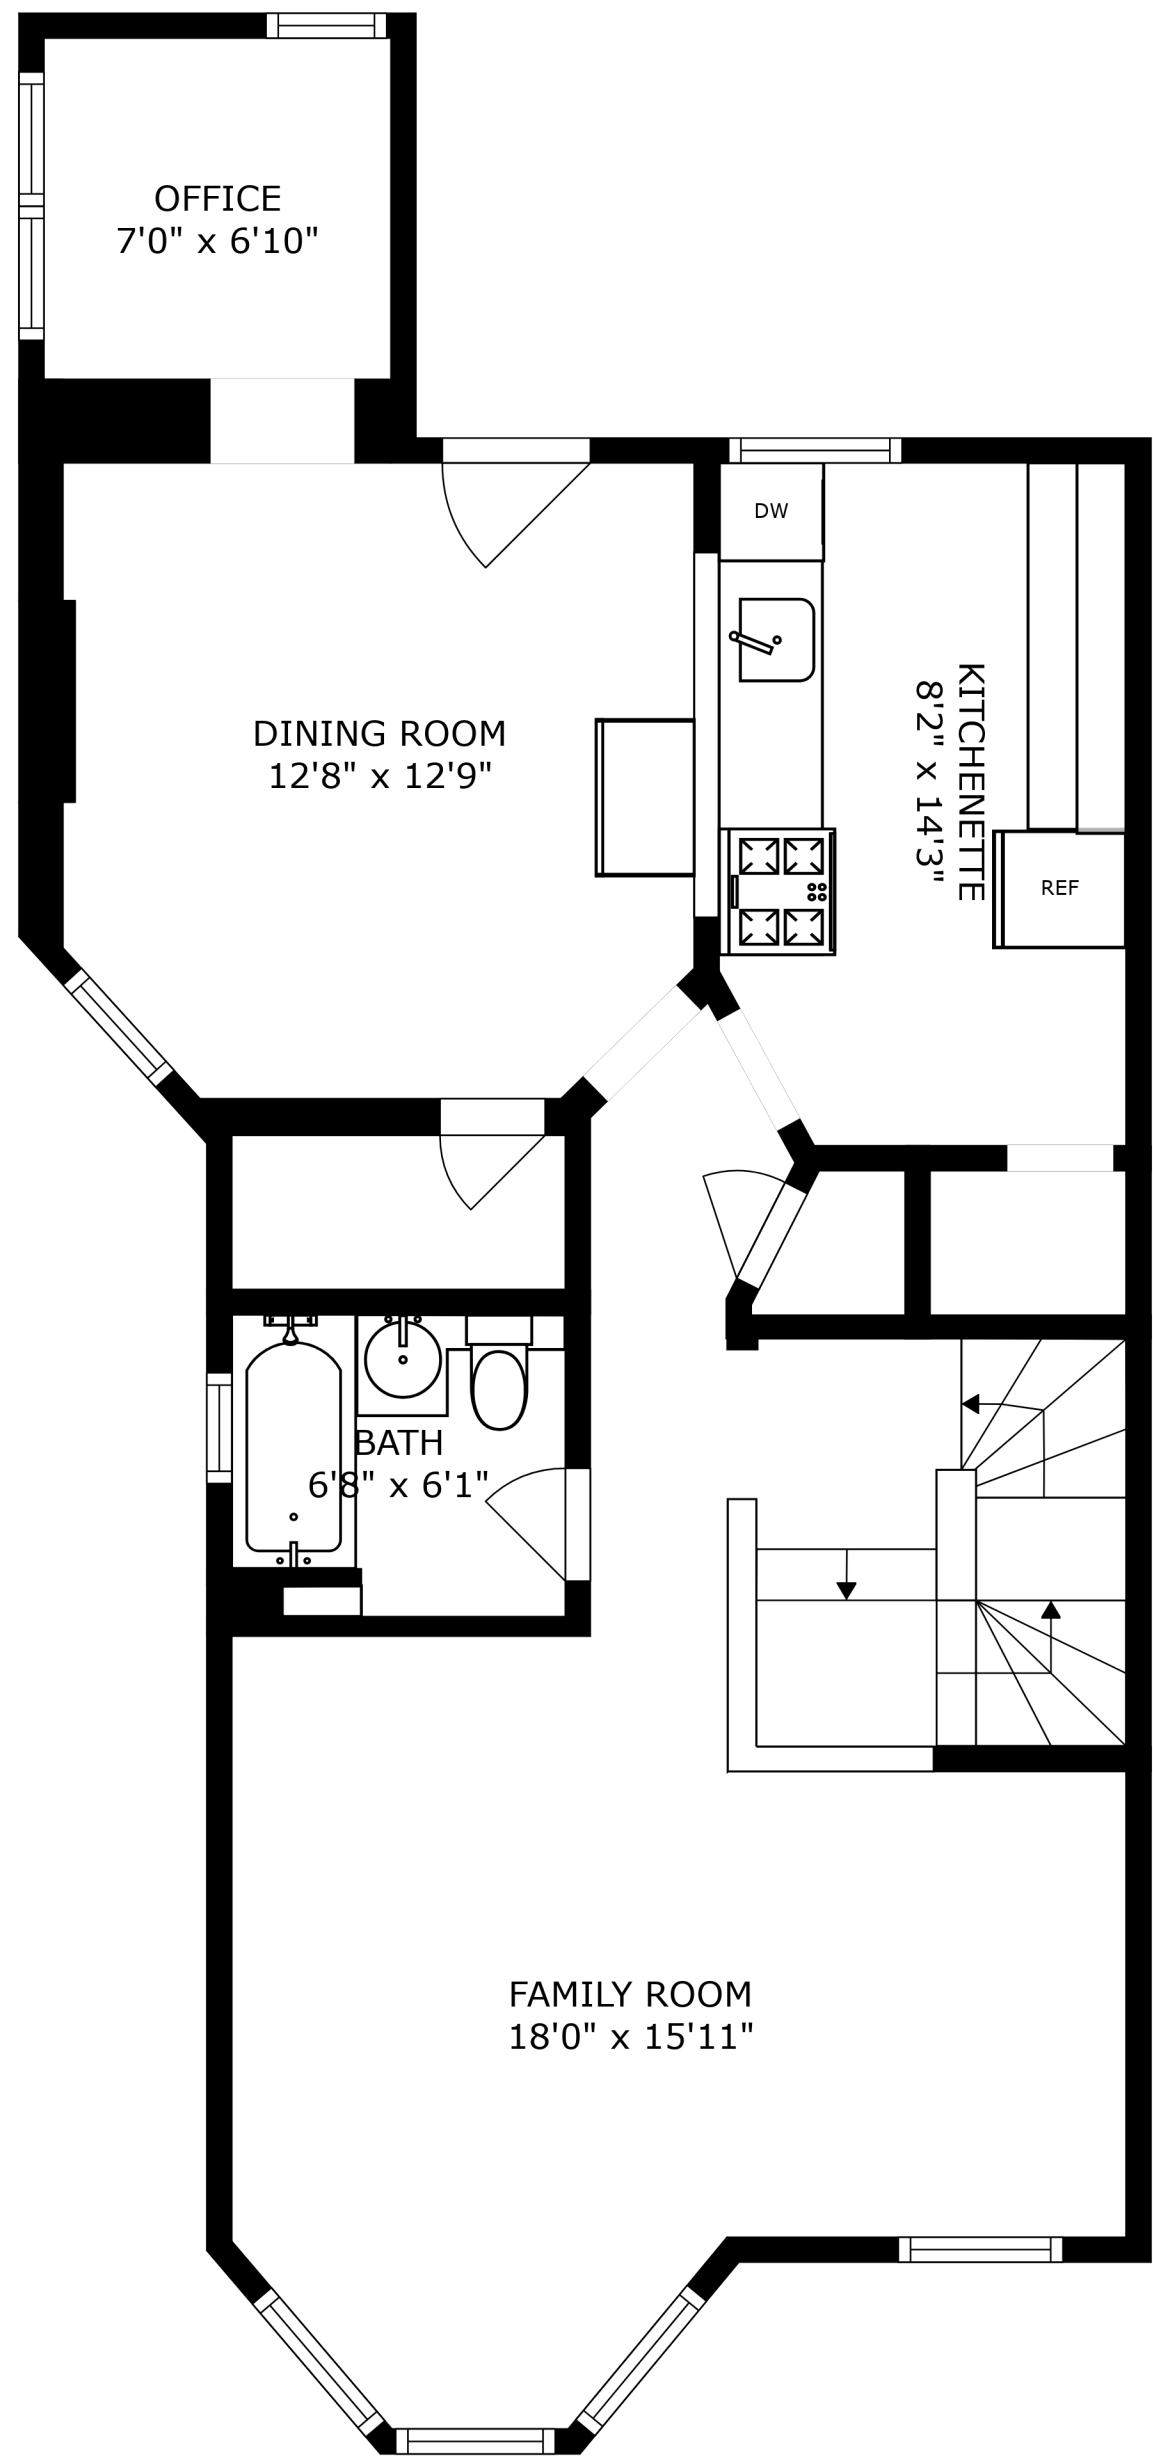 OFFICE
7'0" x 6'10"
DW
DINING ROOM
12'8" x 12'9"
KITCHENETTE
8'2" x 14'3"
REF
BATH
6'8" x 6'1"
FAMILY ROOM
18'0" x 15'11"